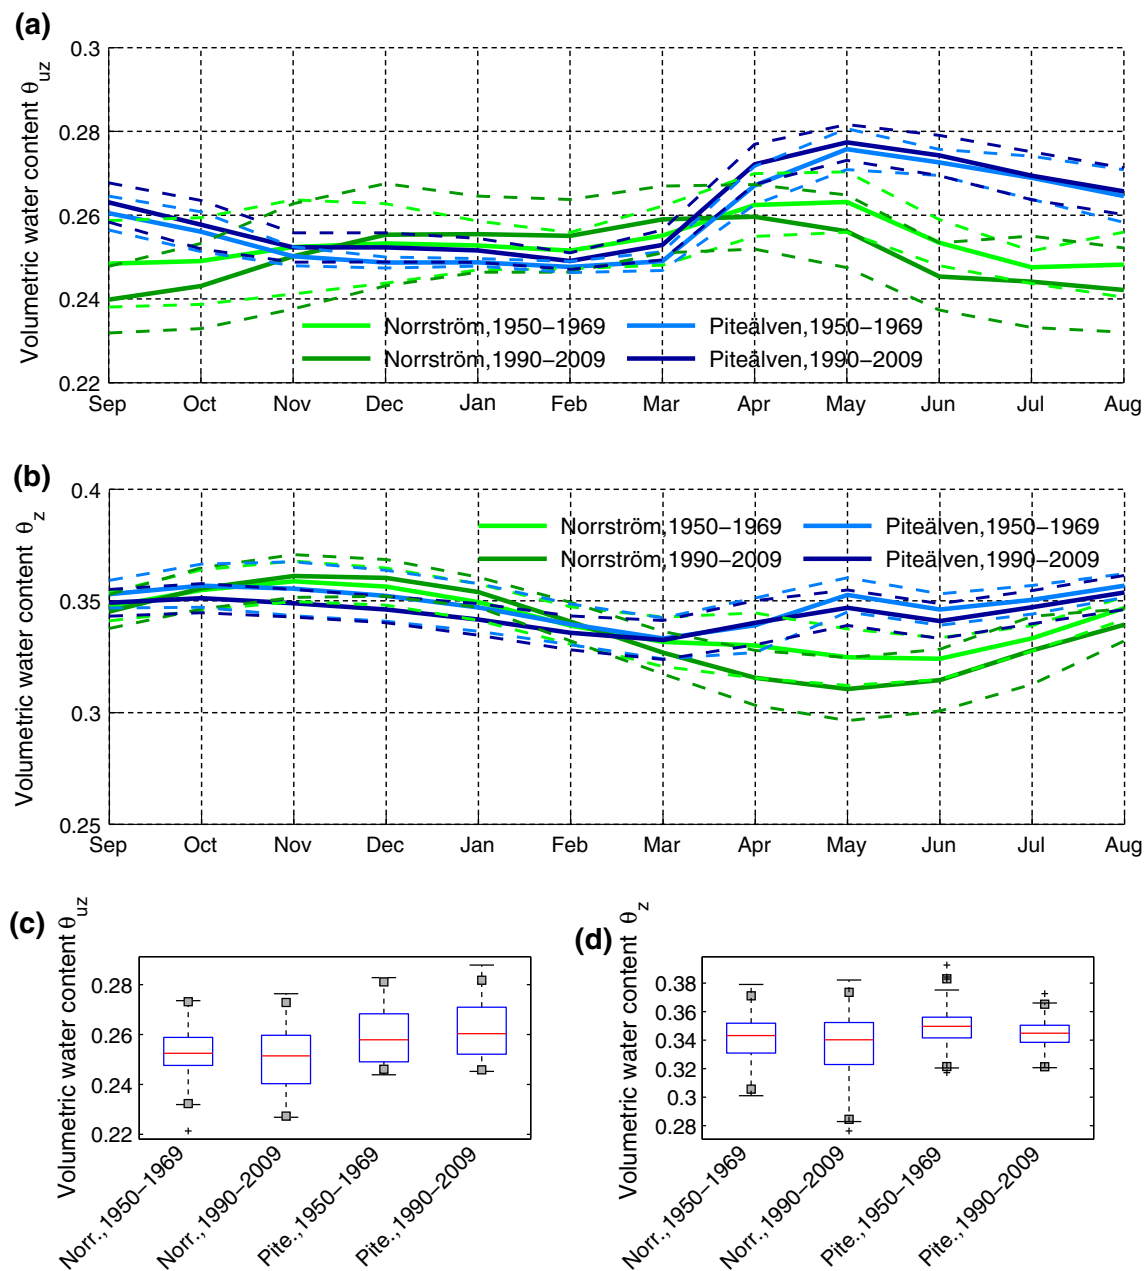 (a)
Volumetric water content θuz
0.3
0.28
0.26
0.24
0.22
Norrström,1950−1969
Norrström,1990−2009
Piteälven,1950−1969
Piteälven,1990−2009
Sep Oct Nov Dec Jan Feb Mar Apr May Jun Jul Aug
(b)
Volumetric water content θz
0.4
0.35
0.3
0.25
Norrström,1950−1969
Norrström,1990−2009
Piteälven,1950−1969
Piteälven,1990−2009
Sep Oct Nov Dec Jan Feb Mar Apr May Jun Jul Aug
(c)
Volumetric water content θuz
0.28
0.26
0.24
0.22
Norr., 1950−1969
Norr., 1990−2009
Pite., 1950−1969
Pite., 1990−2009
(d)
Volumetric water content θz
0.38
0.36
0.34
0.32
0.3
0.28
Norr., 1950−1969
Norr., 1990−2009
Pite., 1950−1969
Pite., 1990−2009